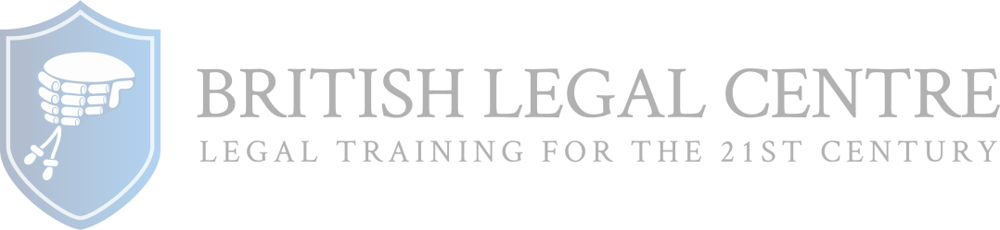 BRITISH LEGAL CENTRE
LEGAL TRAINING FOR THE 21ST CENTURY